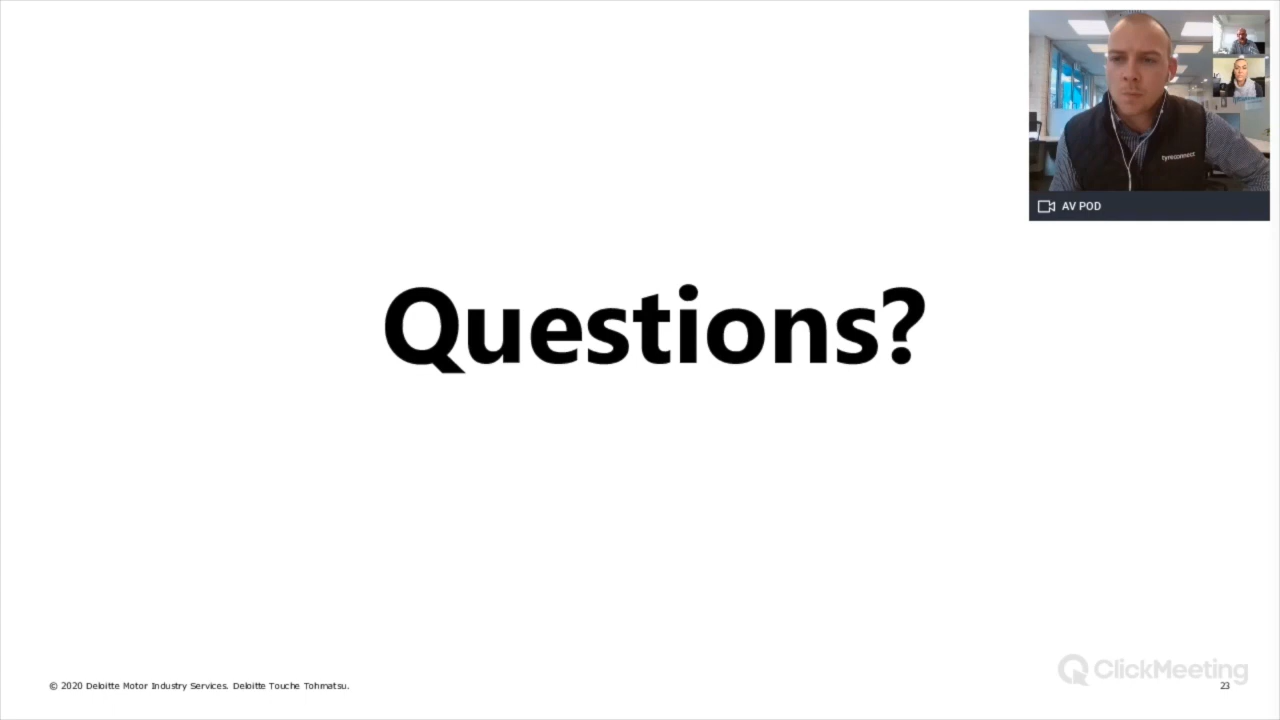 tyreconnect
AV POD
Questions?
ClickMeeting
© 2020 Deloitte Motor Industry Services. Deloitte Touche Tohmatsu.
23